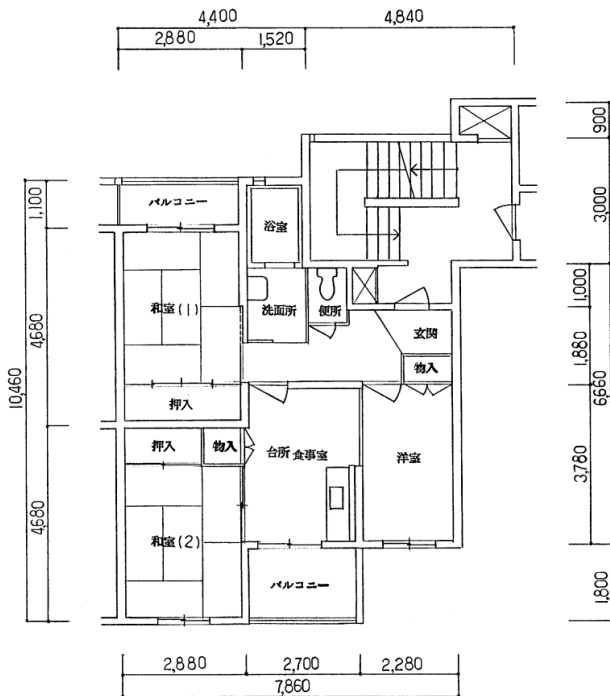 4,400
4,840
2,880
1,520
900
3,000
1,100
バルコニー
浴室
4,680
和室(1)
洗面所
便所
1,000
玄関
1,880
10,460
物入
6,660
押入
押入
物入
台所 食事室
洋室
3,780
4,680
和室(2)
バルコニー
1,800
2,880
2,700
2,280
7,860